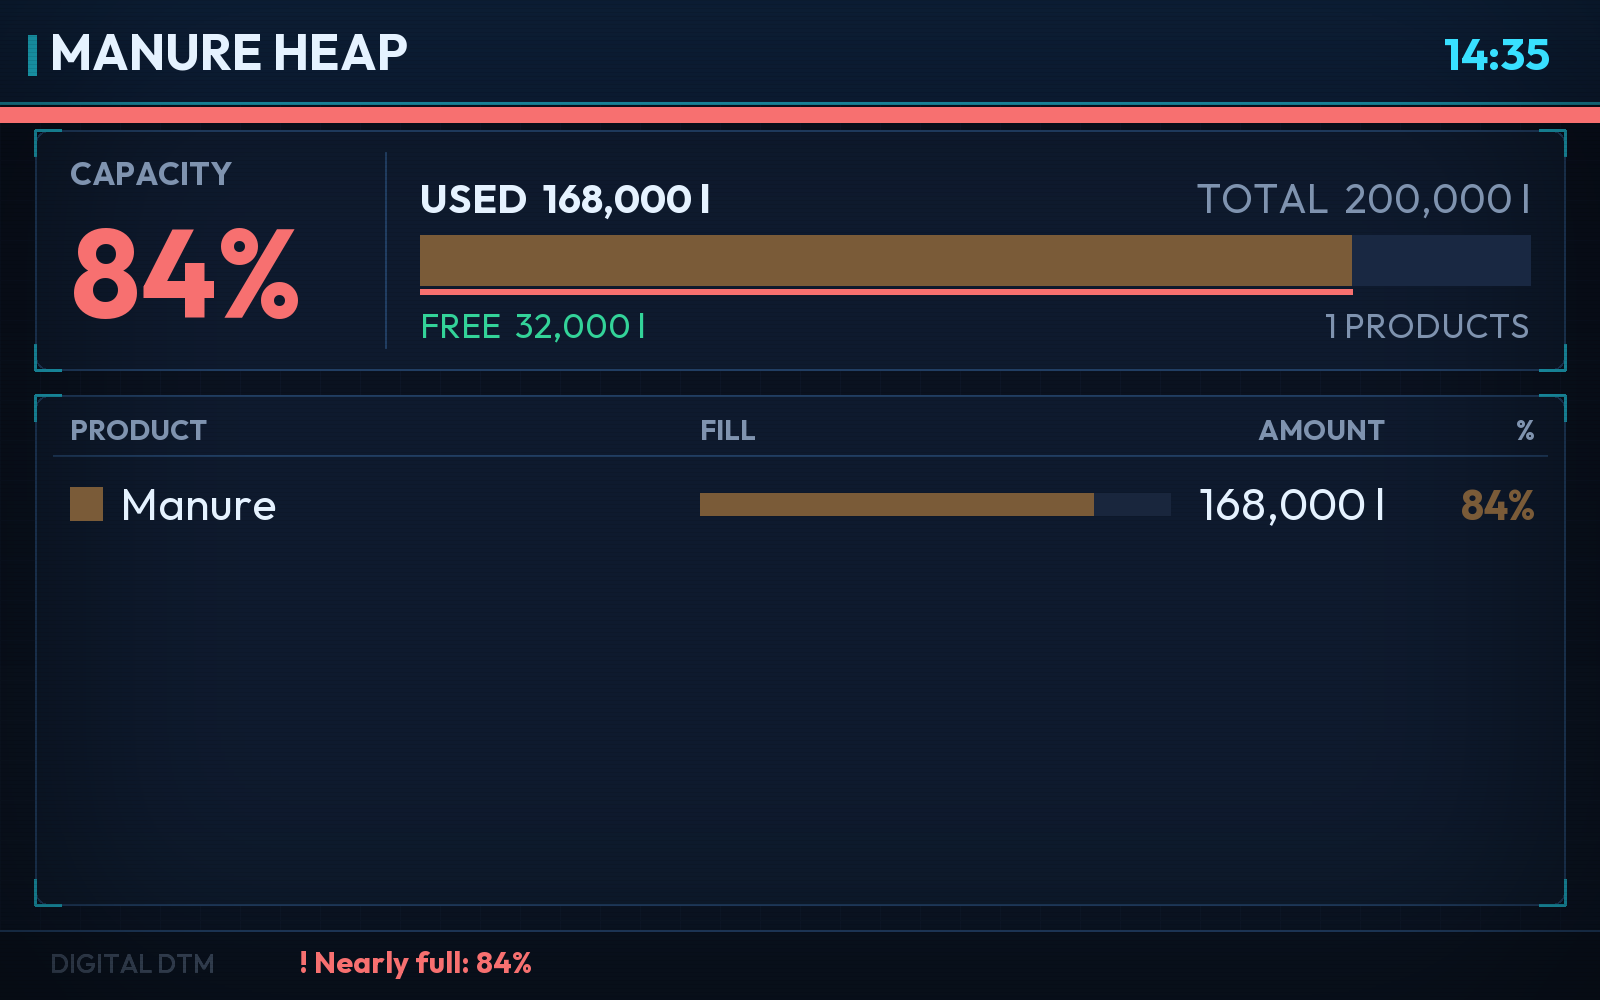 MANURE HEAP
14:35
CAPACITY
84%
USED 168,000 l
TOTAL 200,000 l
FREE 32,000 l
1 PRODUCTS
PRODUCT FILL AMOUNT %
Manure 168,000 l 84%
DIGITAL DTM
! Nearly full: 84%